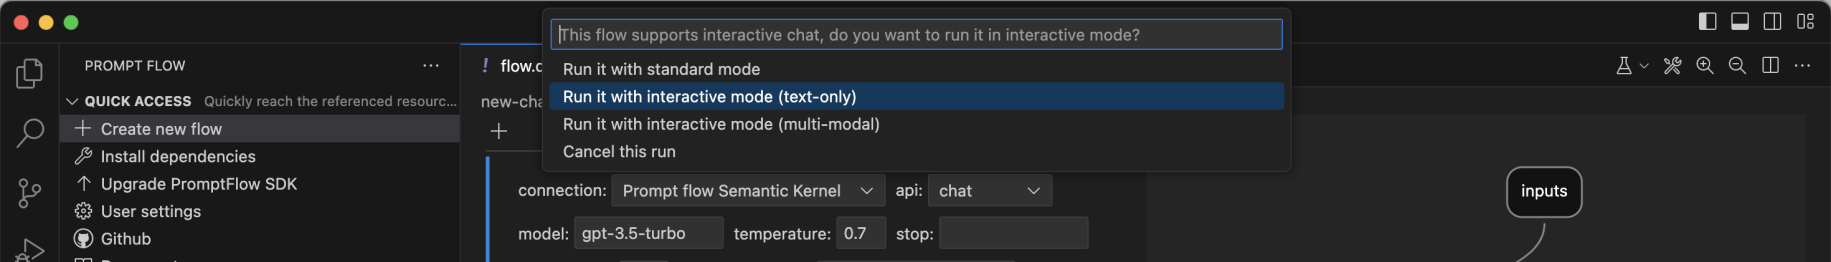 This flow supports interactive chat, do you want to run it in interactive mode?
PROMPT FLOW
! flow.d
Run it with standard mode
QUICK ACCESS Quickly reach the referenced resourc...
new-cha
Run it with interactive mode (text-only)
Create new flow
Run it with interactive mode (multi-modal)
Install dependencies
Cancel this run
Upgrade PromptFlow SDK
connection: Prompt flow Semantic Kernel api: chat
inputs
User settings
Github
model: gpt-3.5-turbo temperature: 0.7 stop: